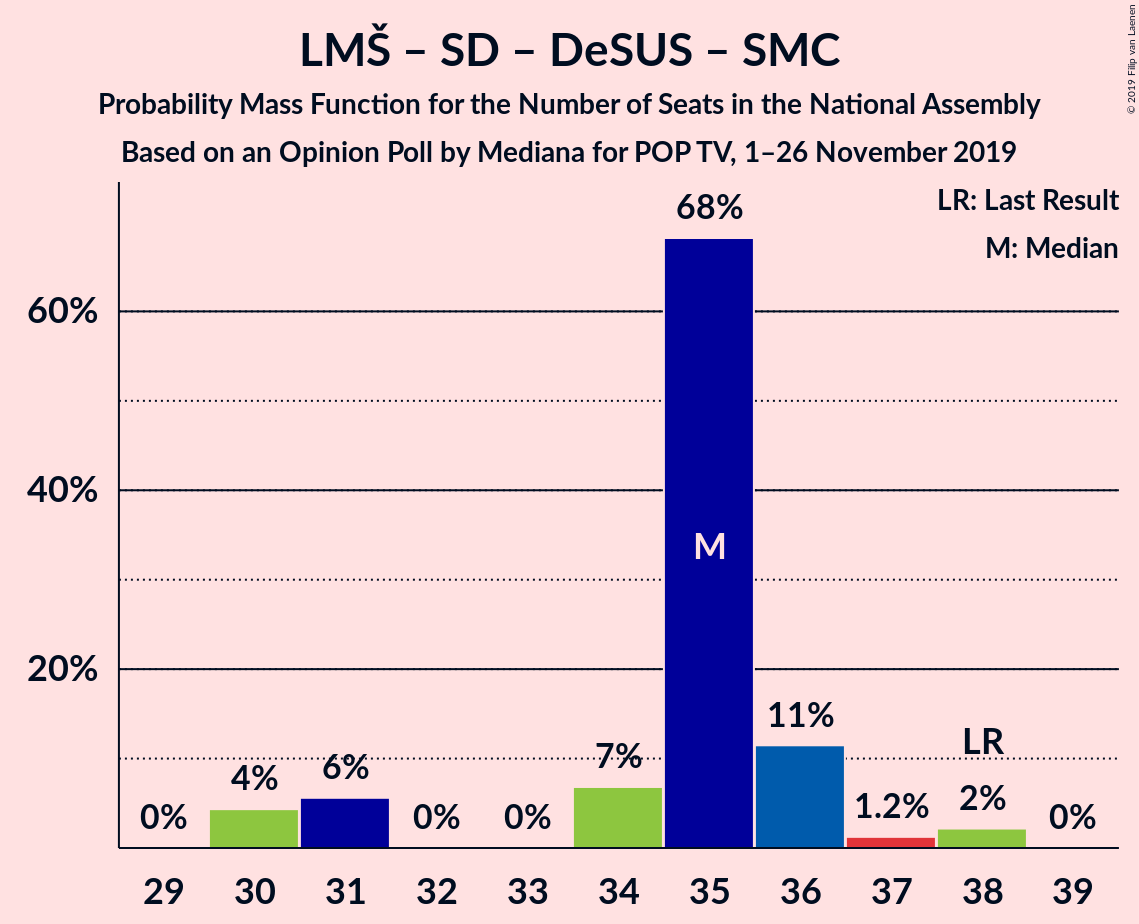 LMŠ – SD – DeSUS – SMC
Probability Mass Function for the Number of Seats in the National Assembly
Based on an Opinion Poll by Mediana for POP TV, 1–26 November 2019
© 2019 Filip van Laenen
LR: Last Result
M: Median
68%
60%
40%
M
20%
11%
LR
7%
6%
4%
2%
1.2%
0%
0%
0%
0%
29 30 31 32 33 34 35 36 37 38 39